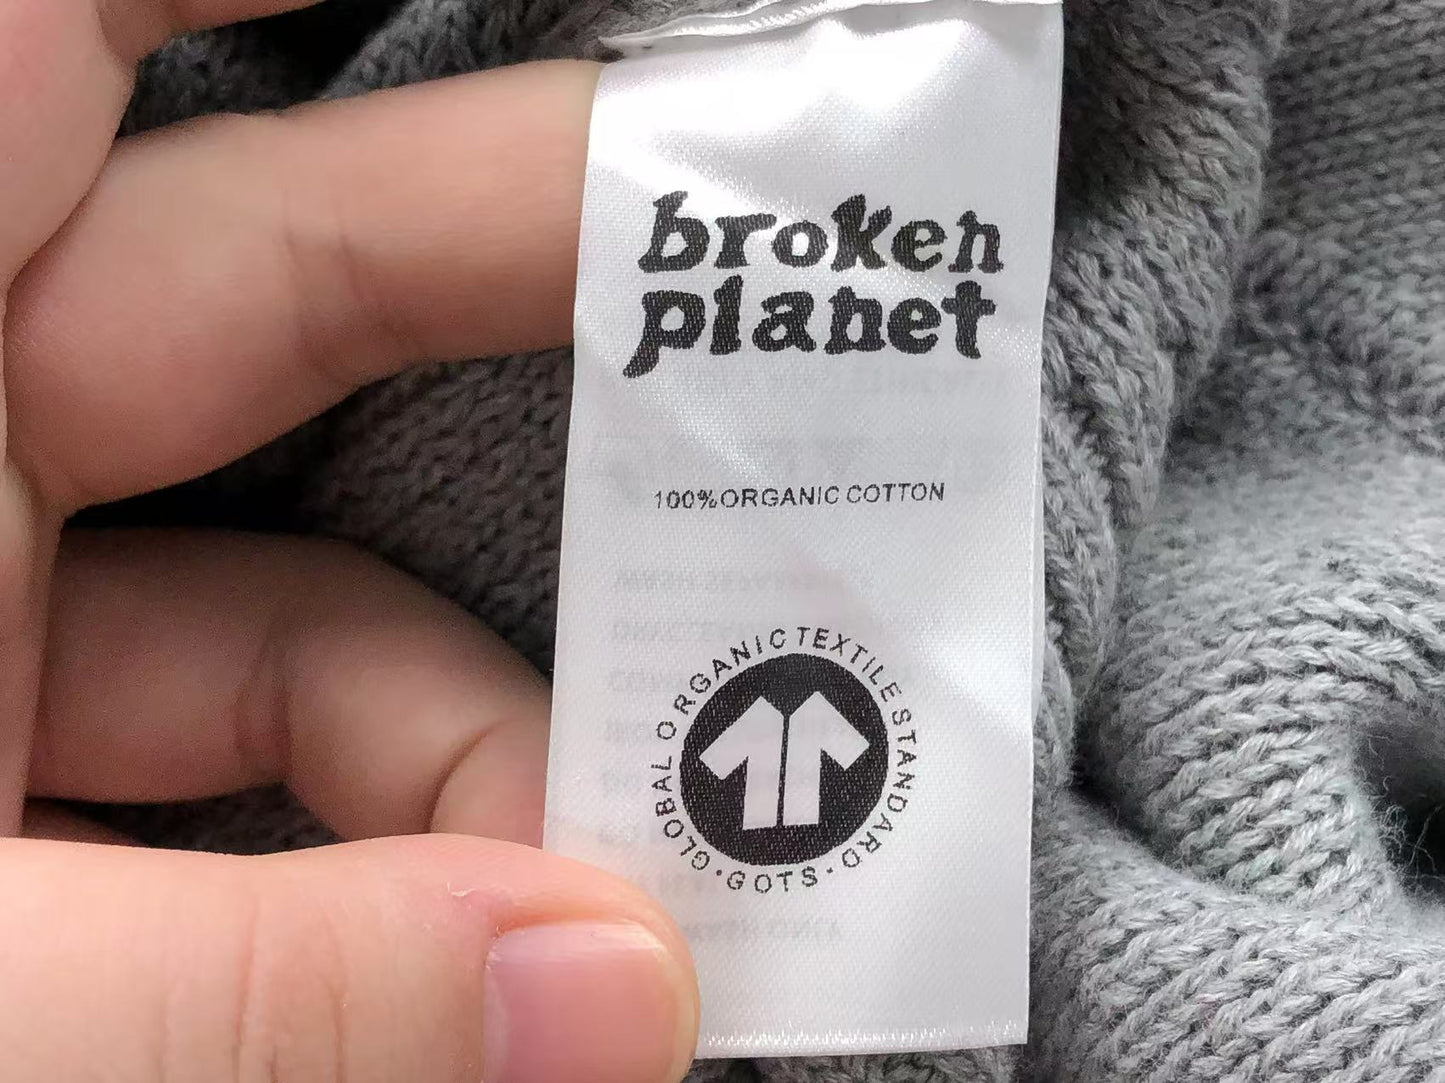 broken
planet
100% ORGANIC COTTON
GLOBAL ORGANIC TEXTILE STANDARD
· GOTS ·